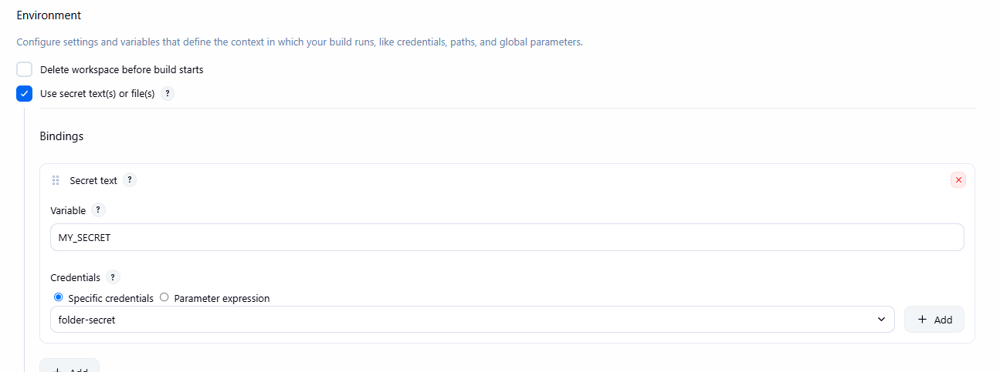 Environment
Configure settings and variables that define the context in which your build runs, like credentials, paths, and global parameters.
Delete workspace before build starts
Use secret text(s) or file(s) ?
Bindings
Secret text ?
Variable ?
MY_SECRET
Credentials ?
Specific credentials Parameter expression
folder-secret
+ Add
+ Add